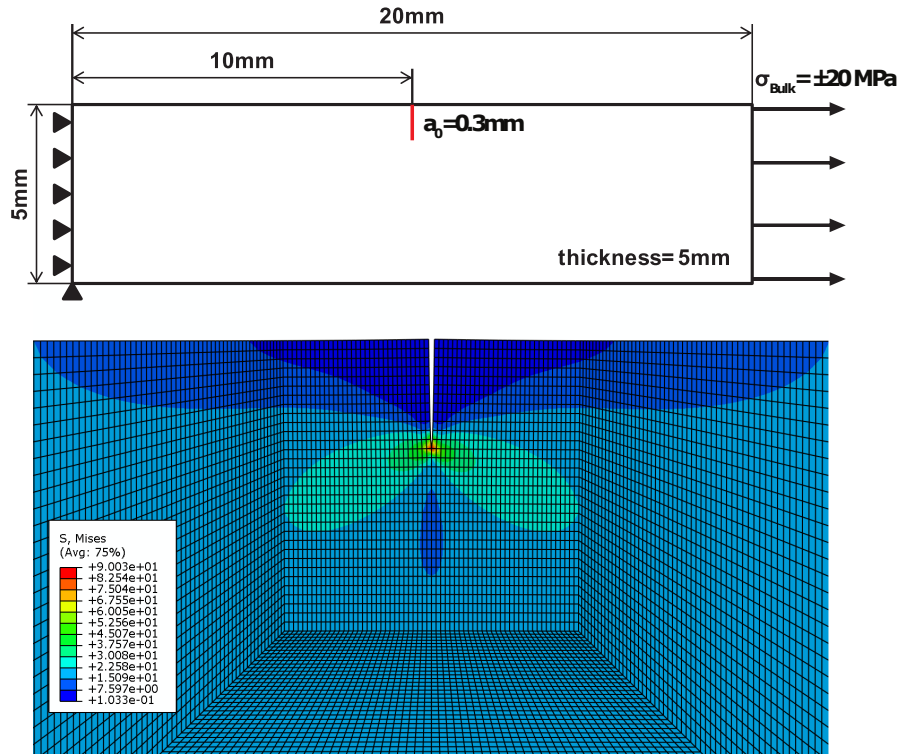 20mm
10mm
σBulk=±20 MPa
a0=0.3mm
5mm
thickness= 5mm
S, Mises
(Avg: 75%)
+9.003e+01
+8.254e+01
+7.504e+01
+6.755e+01
+6.005e+01
+5.256e+01
+4.507e+01
+3.757e+01
+3.008e+01
+2.258e+01
+1.509e+01
+7.597e+00
+1.033e-01